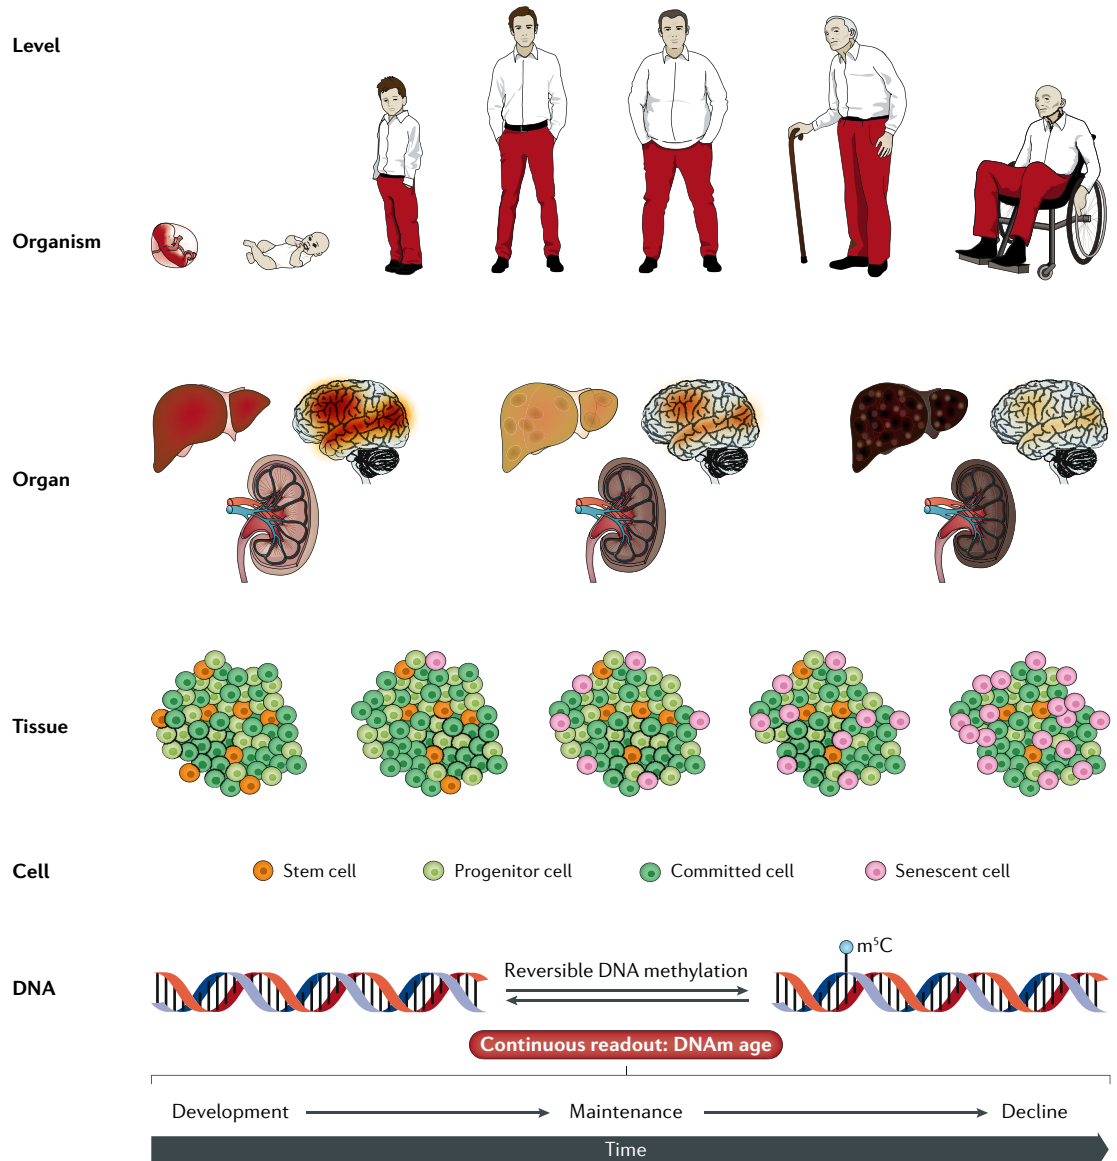 Level
Organism
Organ
Tissue
Cell
Stem cell
Progenitor cell
Committed cell
Senescent cell
m⁵C
DNA
Reversible DNA methylation
Continuous readout: DNAm age
Development
Maintenance
Decline
Time